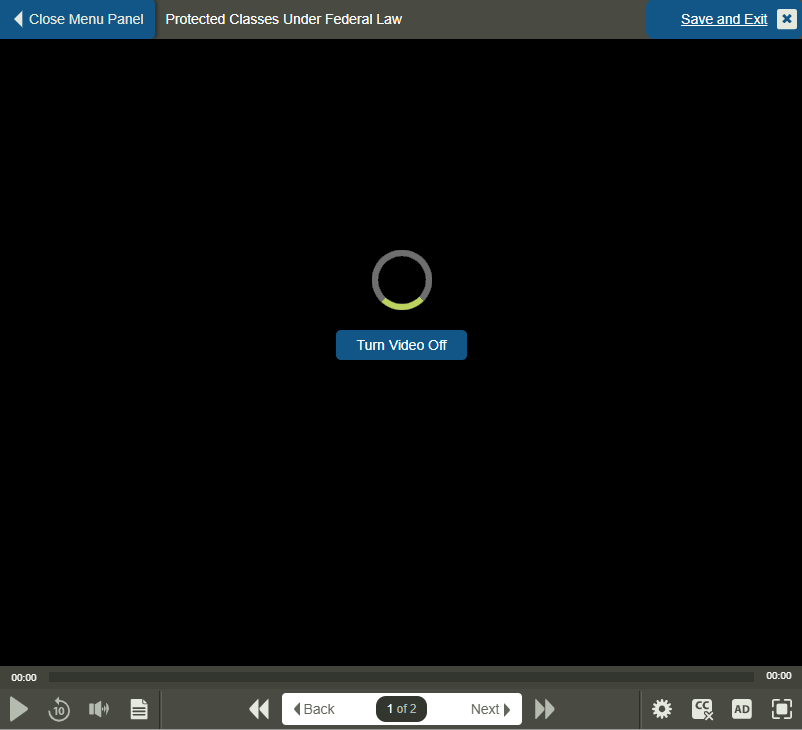 Close Menu Panel
Protected Classes Under Federal Law
Save and Exit
Turn Video Off
00:00
00:00
10
Back
1 of 2
Next
CC
AD